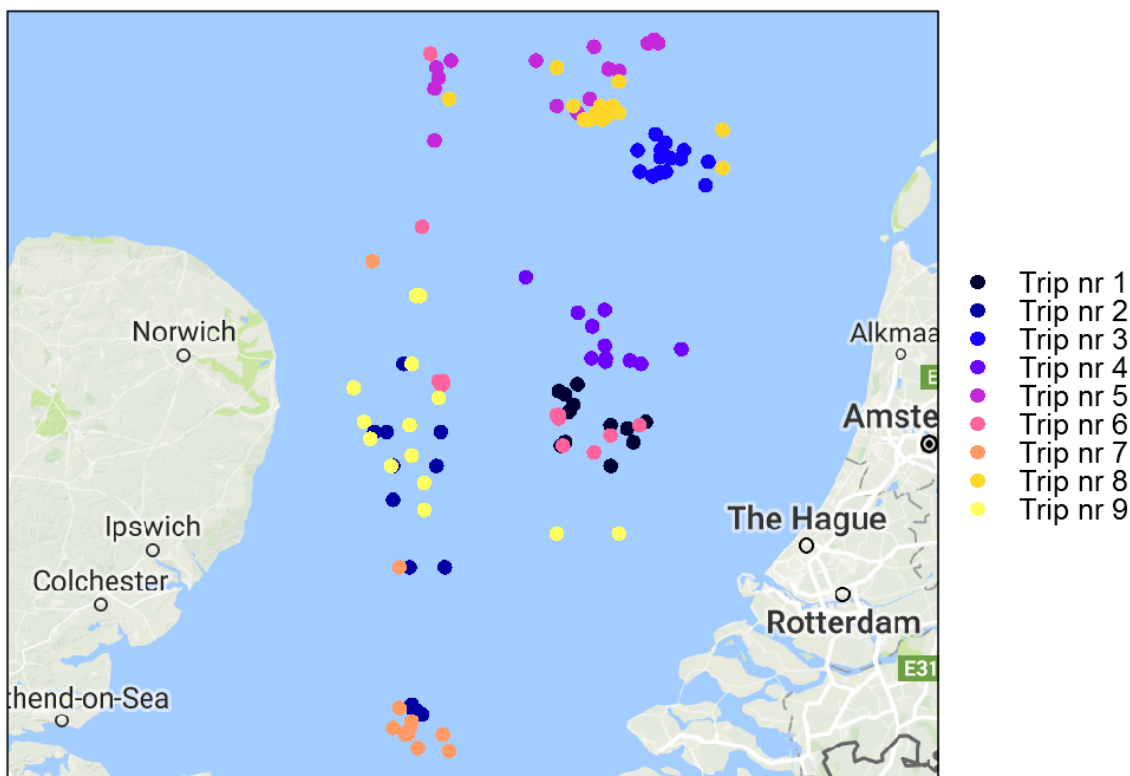 Norwich
Alkmaa
E
Amste
Ipswich
The Hague
Colchester
Rotterdam
E31
thend-on-Sea
Trip nr 1
Trip nr 2
Trip nr 3
Trip nr 4
Trip nr 5
Trip nr 6
Trip nr 7
Trip nr 8
Trip nr 9